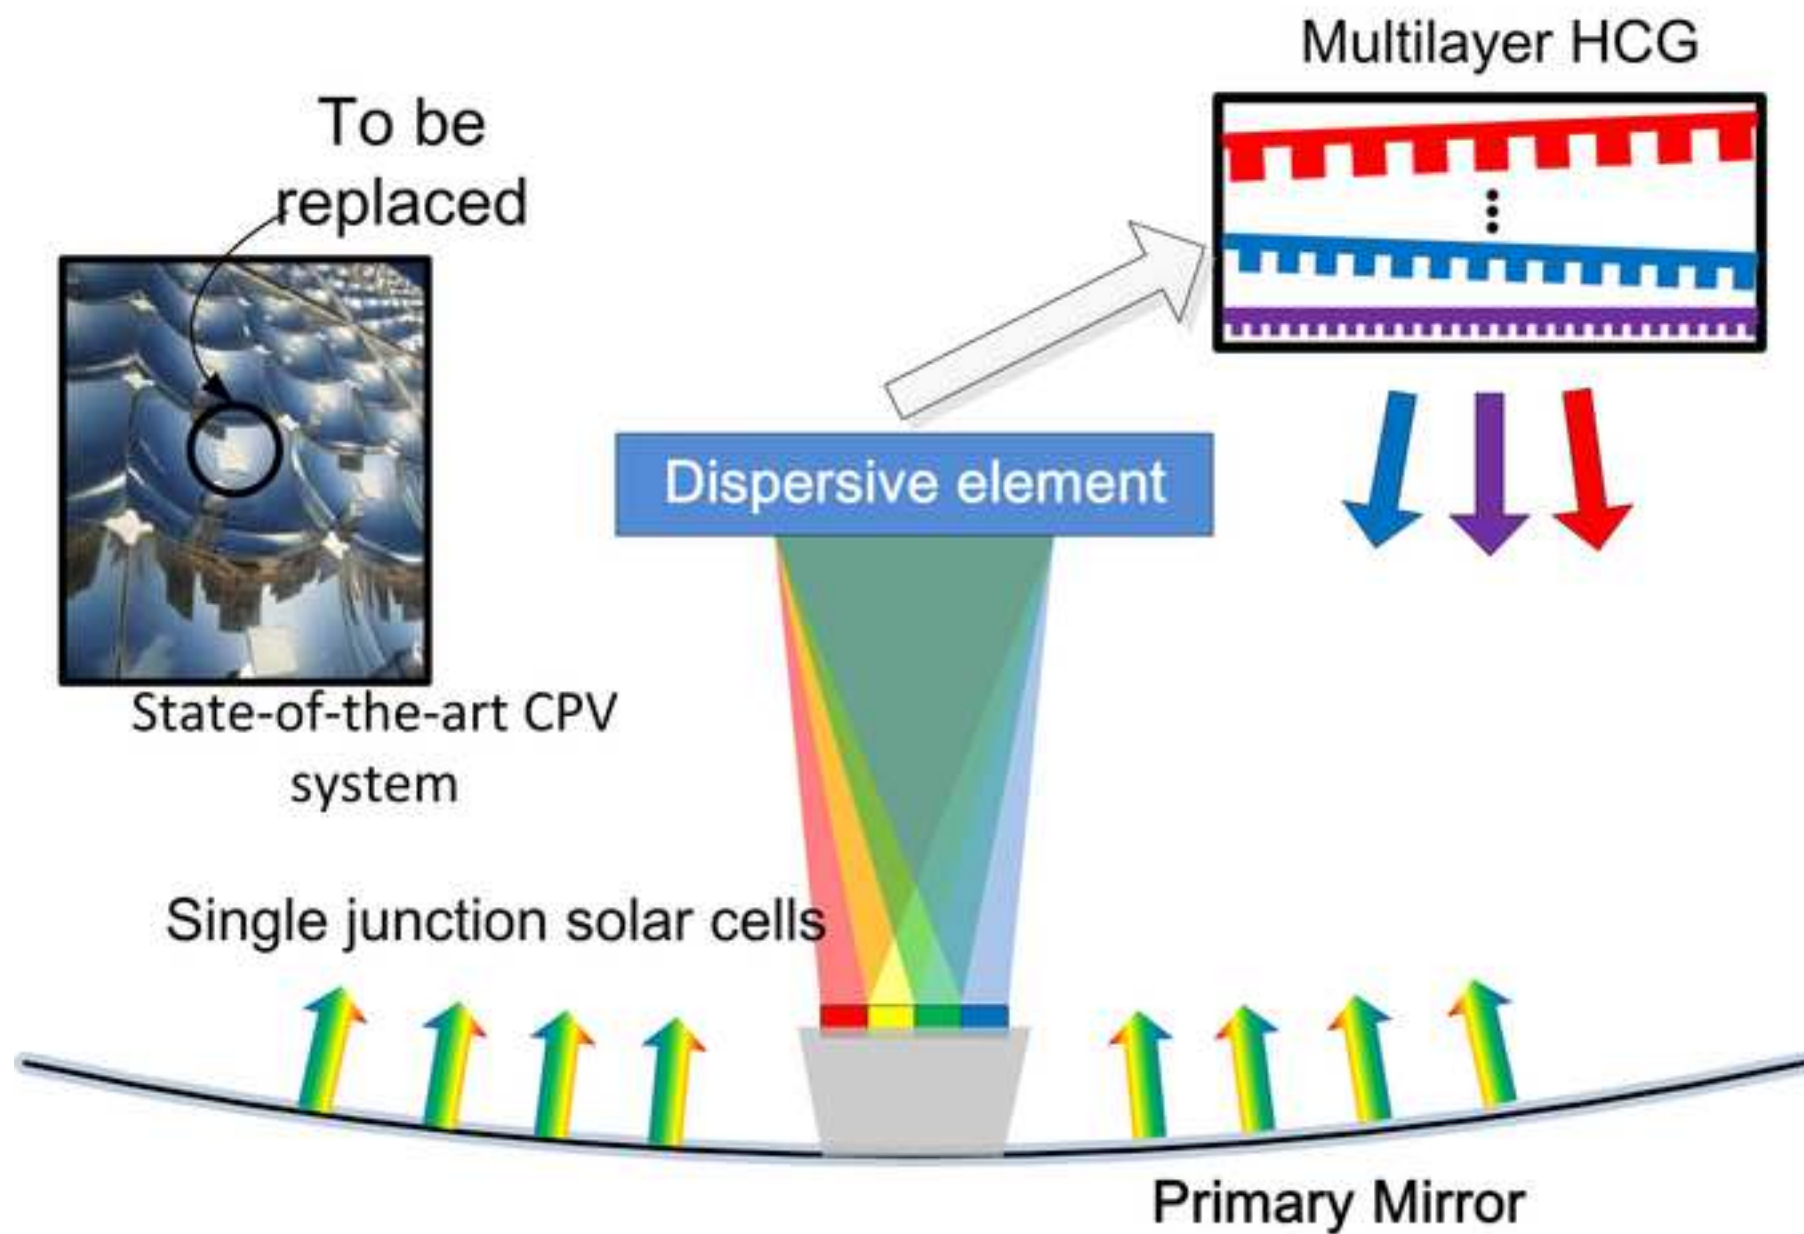 Multilayer HCG
To be
replaced
Dispersive element
State-of-the-art CPV
system
Single junction solar cells
Primary Mirror